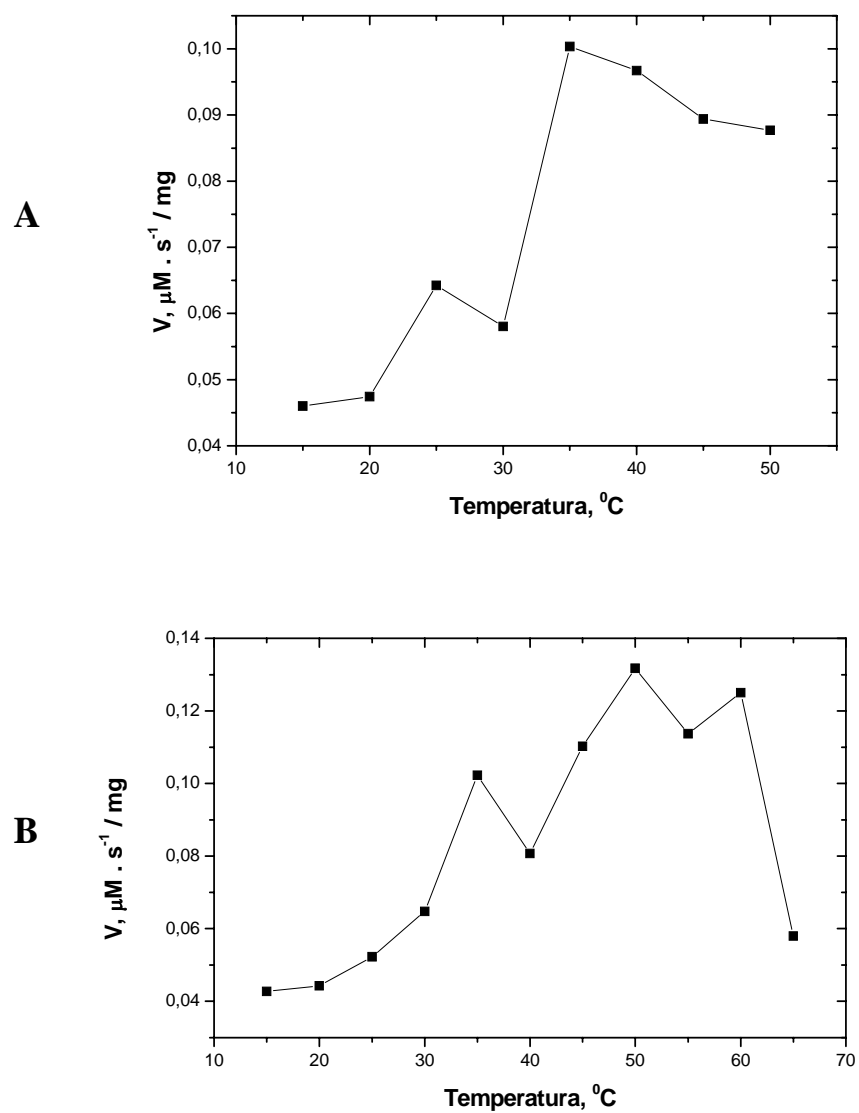 A
0,10
0,09
0,08
0,07
0,06
0,05
0,04
V, μM . s⁻¹ / mg
10 20 30 40 50
Temperatura, ⁰C
B
0,14
0,12
0,10
0,08
0,06
0,04
V, μM . s⁻¹ / mg
10 20 30 40 50 60 70
Temperatura, ⁰C